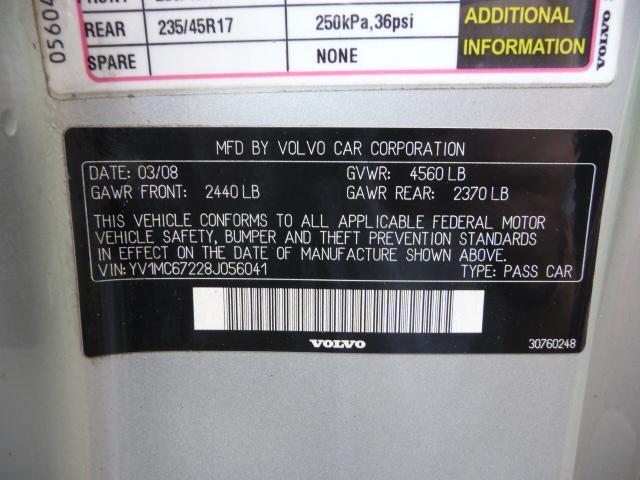 REAR 235/45R17 250kPa,36psi
SPARE NONE
ADDITIONAL
INFORMATION
VOLVO
MFD BY VOLVO CAR CORPORATION
DATE: 03/08 GVWR: 4560 LB
GAWR FRONT: 2440 LB GAWR REAR: 2370 LB
THIS VEHICLE CONFORMS TO ALL APPLICABLE FEDERAL MOTOR
VEHICLE SAFETY, BUMPER AND THEFT PREVENTION STANDARDS
IN EFFECT ON THE DATE OF MANUFACTURE SHOWN ABOVE.
VIN: YV1MC67228J056041 TYPE: PASS CAR
VOLVO 30760248